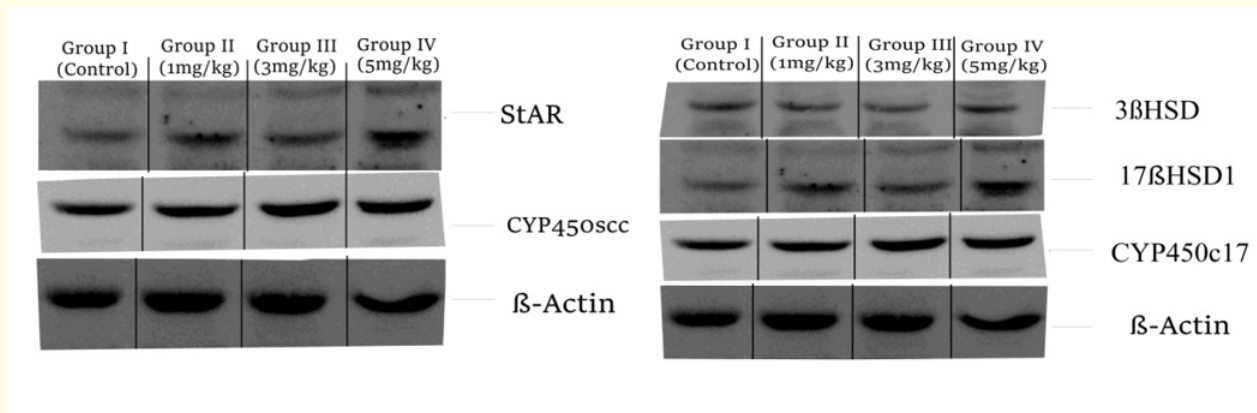 Group I
(Control)
Group II
(1mg/kg)
Group III
(3mg/kg)
Group IV
(5mg/kg)
StAR
CYP450scc
ß-Actin
Group I
(Control)
Group II
(1mg/kg)
Group III
(3mg/kg)
Group IV
(5mg/kg)
3ßHSD
17ßHSD1
CYP450c17
ß-Actin